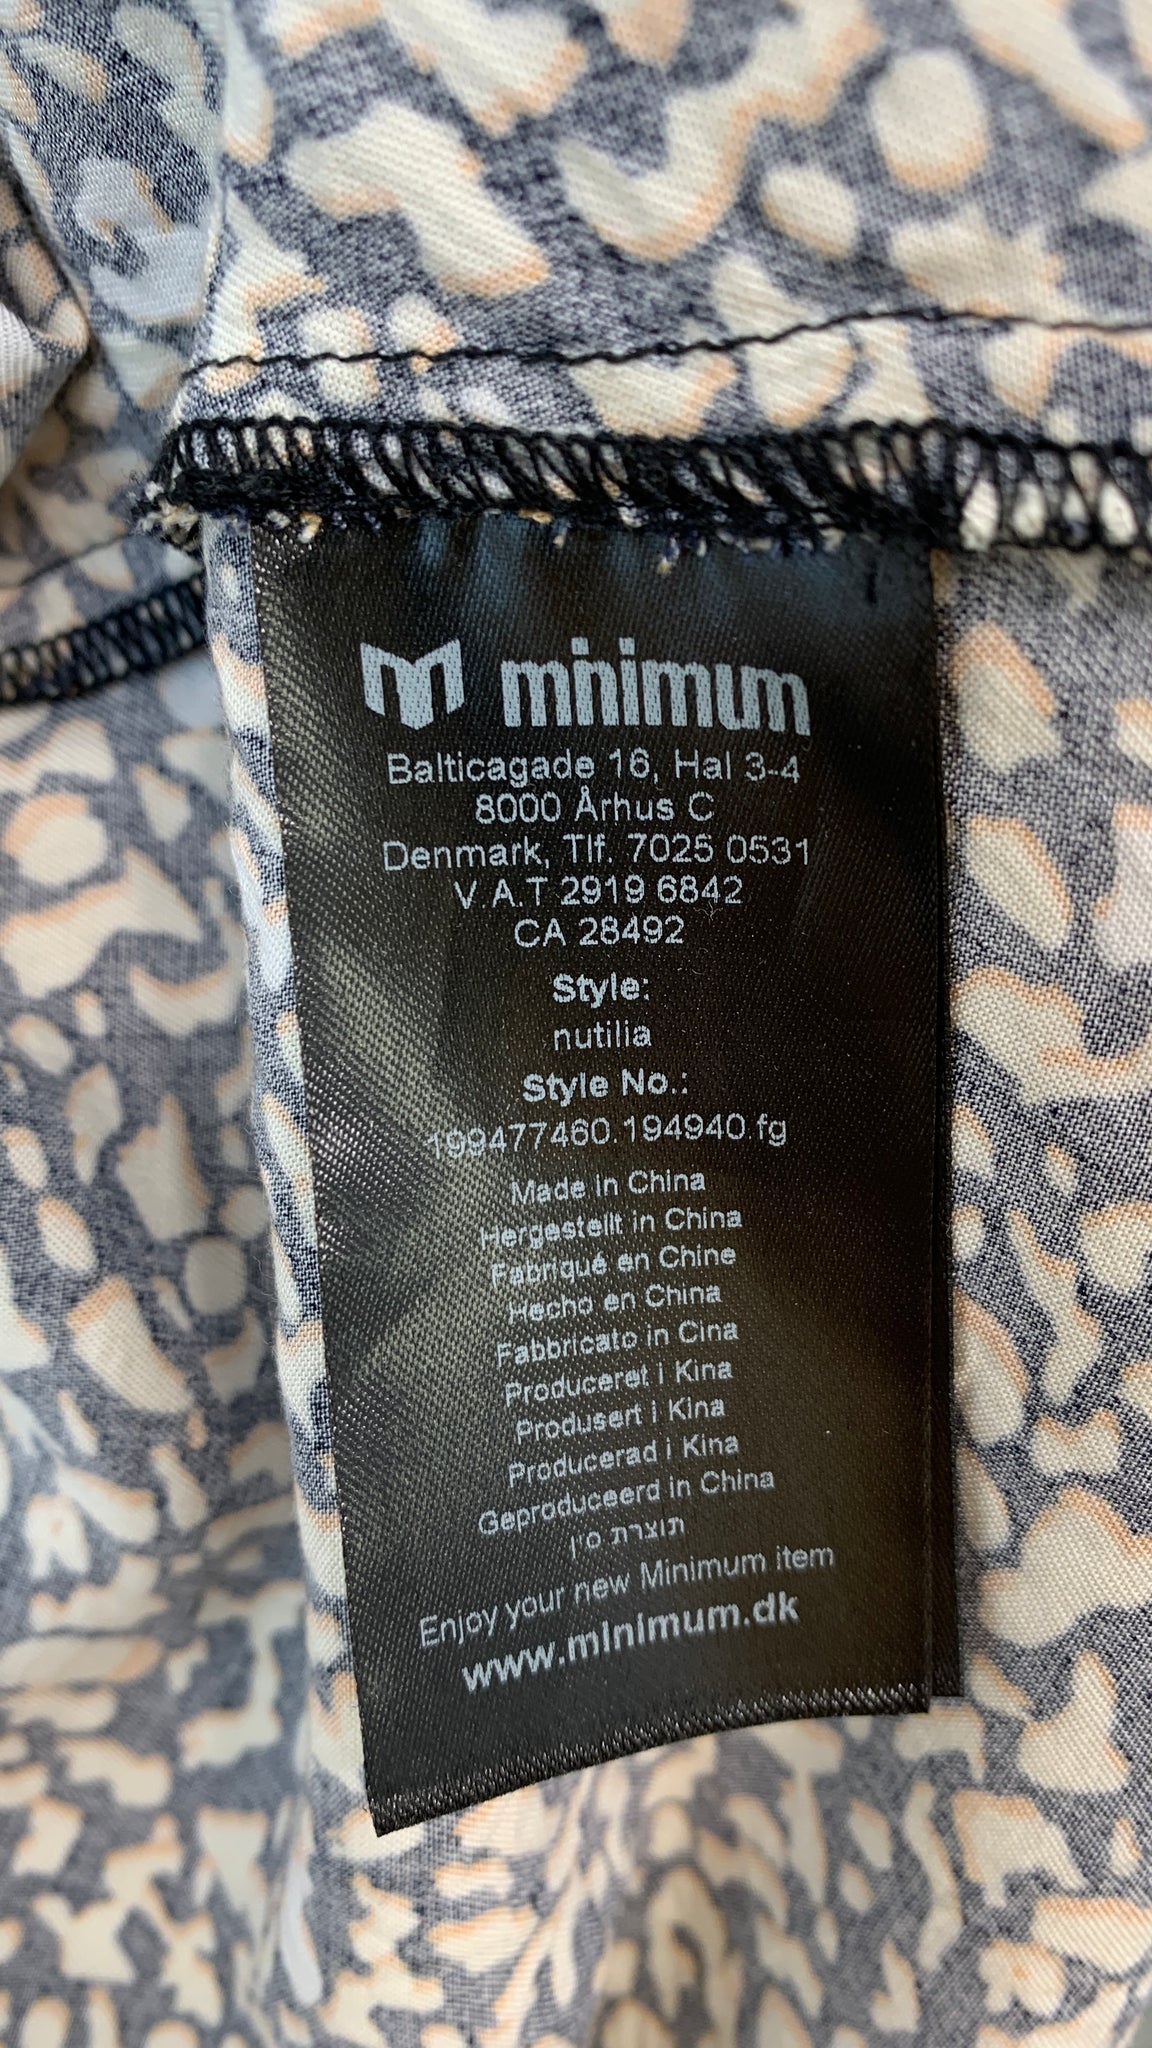 minimum
Balticagade 16, Hal 3-4
8000 Århus C
Denmark, Tlf. 7025 0531
V.A.T 2919 6842
CA 28492
Style:
nutilia
Style No.:
199477460.194940.fg
Made in China
Hergestellt in China
Fabriqué en Chine
Hecho en China
Fabbricato in Cina
Produceret i Kina
Produsert i Kina
Producerad i Kina
Geproduceerd in China
תוצרת סין
Enjoy your new Minimum item
www.minimum.dk